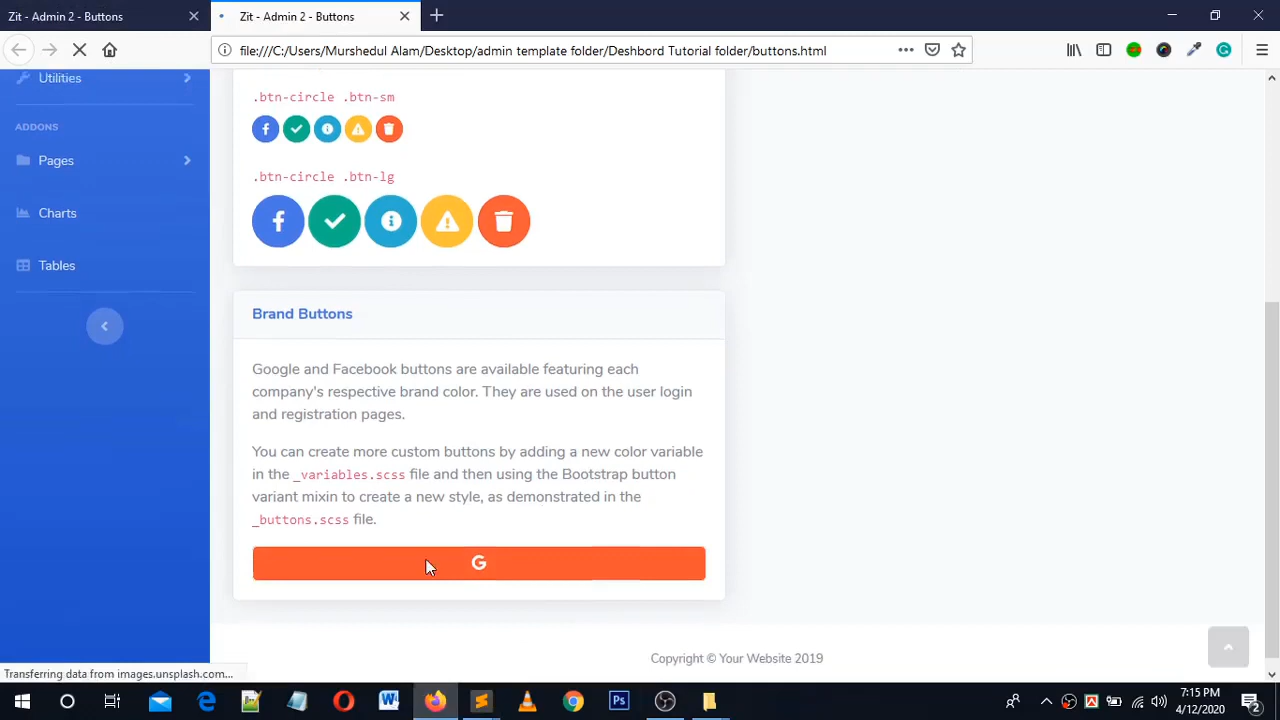 Zit - Admin 2 - Buttons
Zit - Admin 2 - Buttons
file:///C:/Users/Murshedul Alam/Desktop/admin template folder/Deshbord Tutorial folder/buttons.html
Utilities
ADDONS
Pages
Charts
Tables
.btn-circle .btn-sm
.btn-circle .btn-lg
Brand Buttons
Google and Facebook buttons are available featuring each
company's respective brand color. They are used on the user login
and registration pages.
You can create more custom buttons by adding a new color variable
in the _variables.scss file and then using the Bootstrap button
variant mixin to create a new style, as demonstrated in the
_buttons.scss file.
G
Copyright © Your Website 2019
Transferring data from images.unsplash.com...
7:15 PM
4/12/2020
2